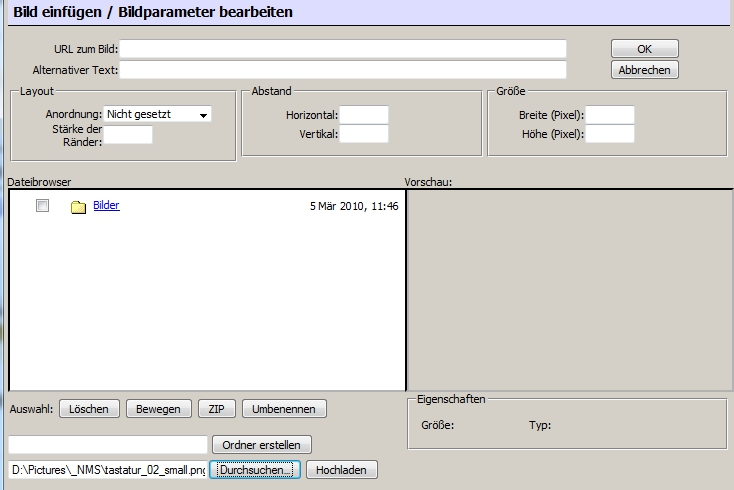 Bild einfügen / Bildparameter bearbeiten
URL zum Bild: OK
Alternativer Text: Abbrechen
Layout Abstand Größe
Anordnung: Nicht gesetzt Horizontal: Breite (Pixel):
Stärke der Ränder: Vertikal: Höhe (Pixel):
Dateibrowser Vorschau:
Bilder 5 Mär 2010, 11:46
Auswahl: Löschen Bewegen ZIP Umbenennen
Eigenschaften
Größe: Typ:
Ordner erstellen
D:\Pictures\_NMS\tastatur_02_small.png Durchsuchen... Hochladen